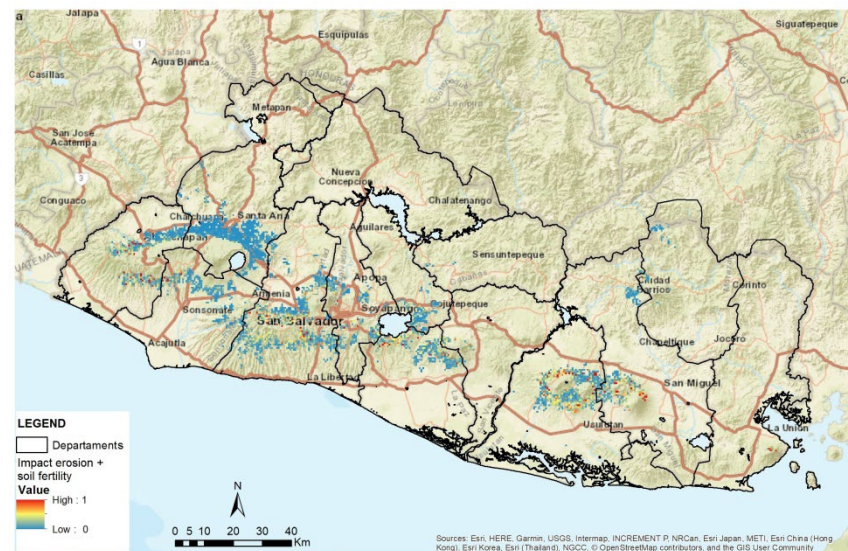 a
Jalapa
Esquipulas
Siguatepeque
Agua Blanca
Casillas
HONDURAS
Metapan
San José
Acatempa
Conguaco
Nueva
Concepcion
Chalatenango
Chalchuapa
Santa Ana
Aguilares
Sensuntepeque
Ciudad
Barrios
Corinto
Apopa
Armenia
Sonsonate
San Salvador
Soyapango
Cojutepeque
Acajutla
Chapeltique
Jocoro
La Libertad
San Miguel
Usulutan
La Unión
LEGEND
Departaments
Impact erosion +
soil fertility
Value
High : 1
Low : 0
N
0 5 10 20 30 40
Km
Sources: Esri, HERE, Garmin, USGS, Intermap, INCREMENT P, NRCan, Esri Japan, METI, Esri China (Hong
Kong), Esri Korea, Esri (Thailand), NGCC, © OpenStreetMap contributors, and the GIS User Community